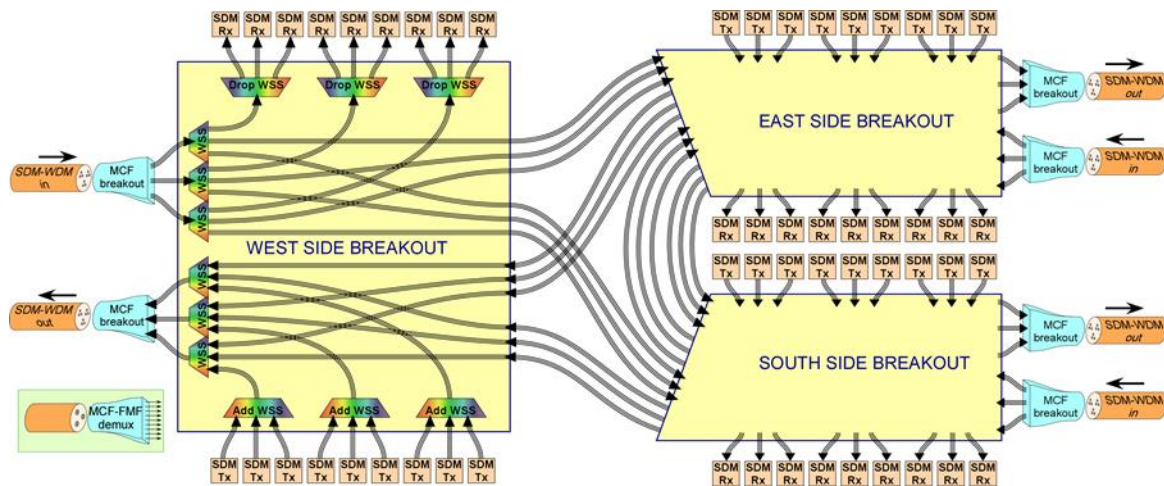 SDM Rx SDM Rx SDM Rx SDM Rx SDM Rx SDM Rx SDM Rx SDM Rx SDM Rx
SDM Tx SDM Tx SDM Tx SDM Tx SDM Tx SDM Tx SDM Tx SDM Tx SDM Tx
Drop WSS Drop WSS Drop WSS
WSS
WSS
WSS
SDM-WDM in
MCF breakout
WEST SIDE BREAKOUT
WSS
WSS
WSS
SDM-WDM out
MCF breakout
MCF-FMF demux
Add WSS Add WSS Add WSS
SDM Tx SDM Tx SDM Tx SDM Tx SDM Tx SDM Tx SDM Tx SDM Tx SDM Tx
EAST SIDE BREAKOUT
MCF breakout
SDM-WDM out
MCF breakout
SDM-WDM in
SDM Rx SDM Rx SDM Rx SDM Rx SDM Rx SDM Rx SDM Rx SDM Rx SDM Rx
SDM Tx SDM Tx SDM Tx SDM Tx SDM Tx SDM Tx SDM Tx SDM Tx SDM Tx
SOUTH SIDE BREAKOUT
MCF breakout
SDM-WDM out
MCF breakout
SDM-WDM in
SDM Rx SDM Rx SDM Rx SDM Rx SDM Rx SDM Rx SDM Rx SDM Rx SDM Rx